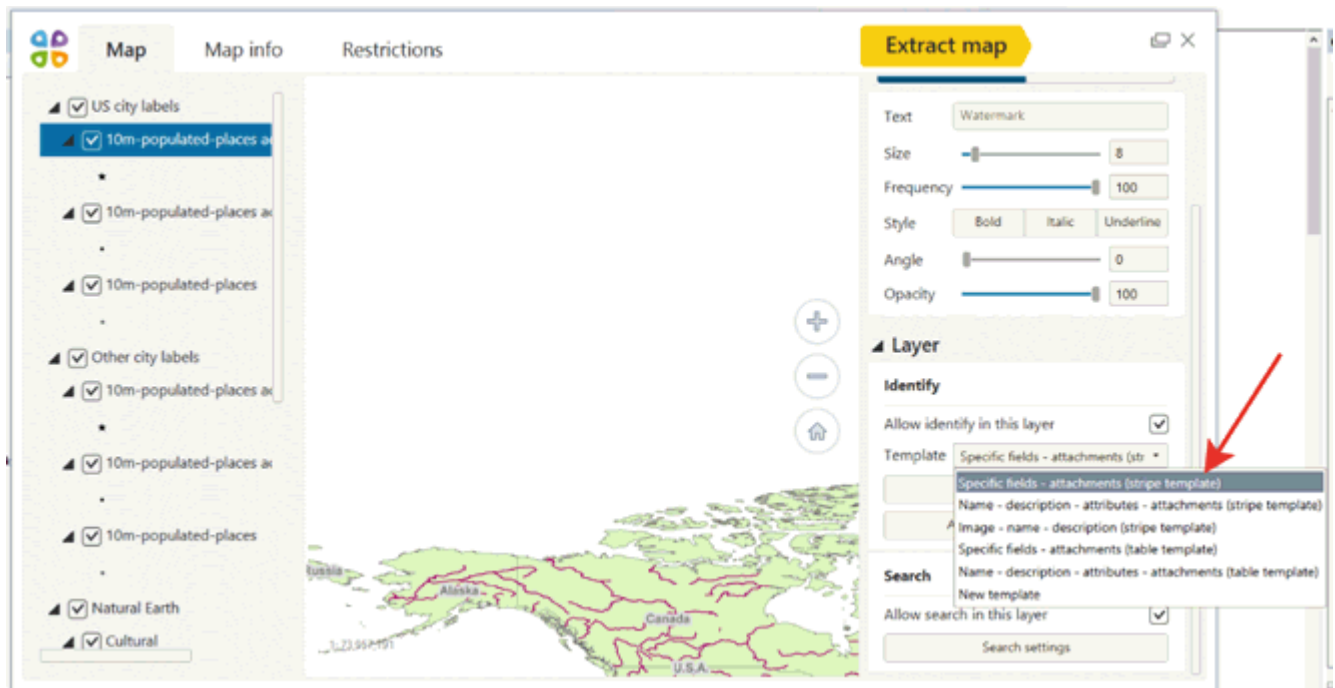 Map Map info Restrictions Extract map
US city labels
10m-populated-places a
10m-populated-places a
10m-populated-places
Other city labels
10m-populated-places a
10m-populated-places a
10m-populated-places
Natural Earth
Cultural
Russia
Alaska
Canada
U.S.A.
1:73,957,191
Text Watermark
Size 8
Frequency 100
Style Bold Italic Underline
Angle 0
Opacity 100
Layer
Identify
Allow identify in this layer
Template Specific fields - attachments (str
Specific fields - attachments (stripe template)
Name - description - attributes - attachments (stripe template)
Image - name - description (stripe template)
Specific fields - attachments (table template)
Name - description - attributes - attachments (table template)
New template
Search
Allow search in this layer
Search settings